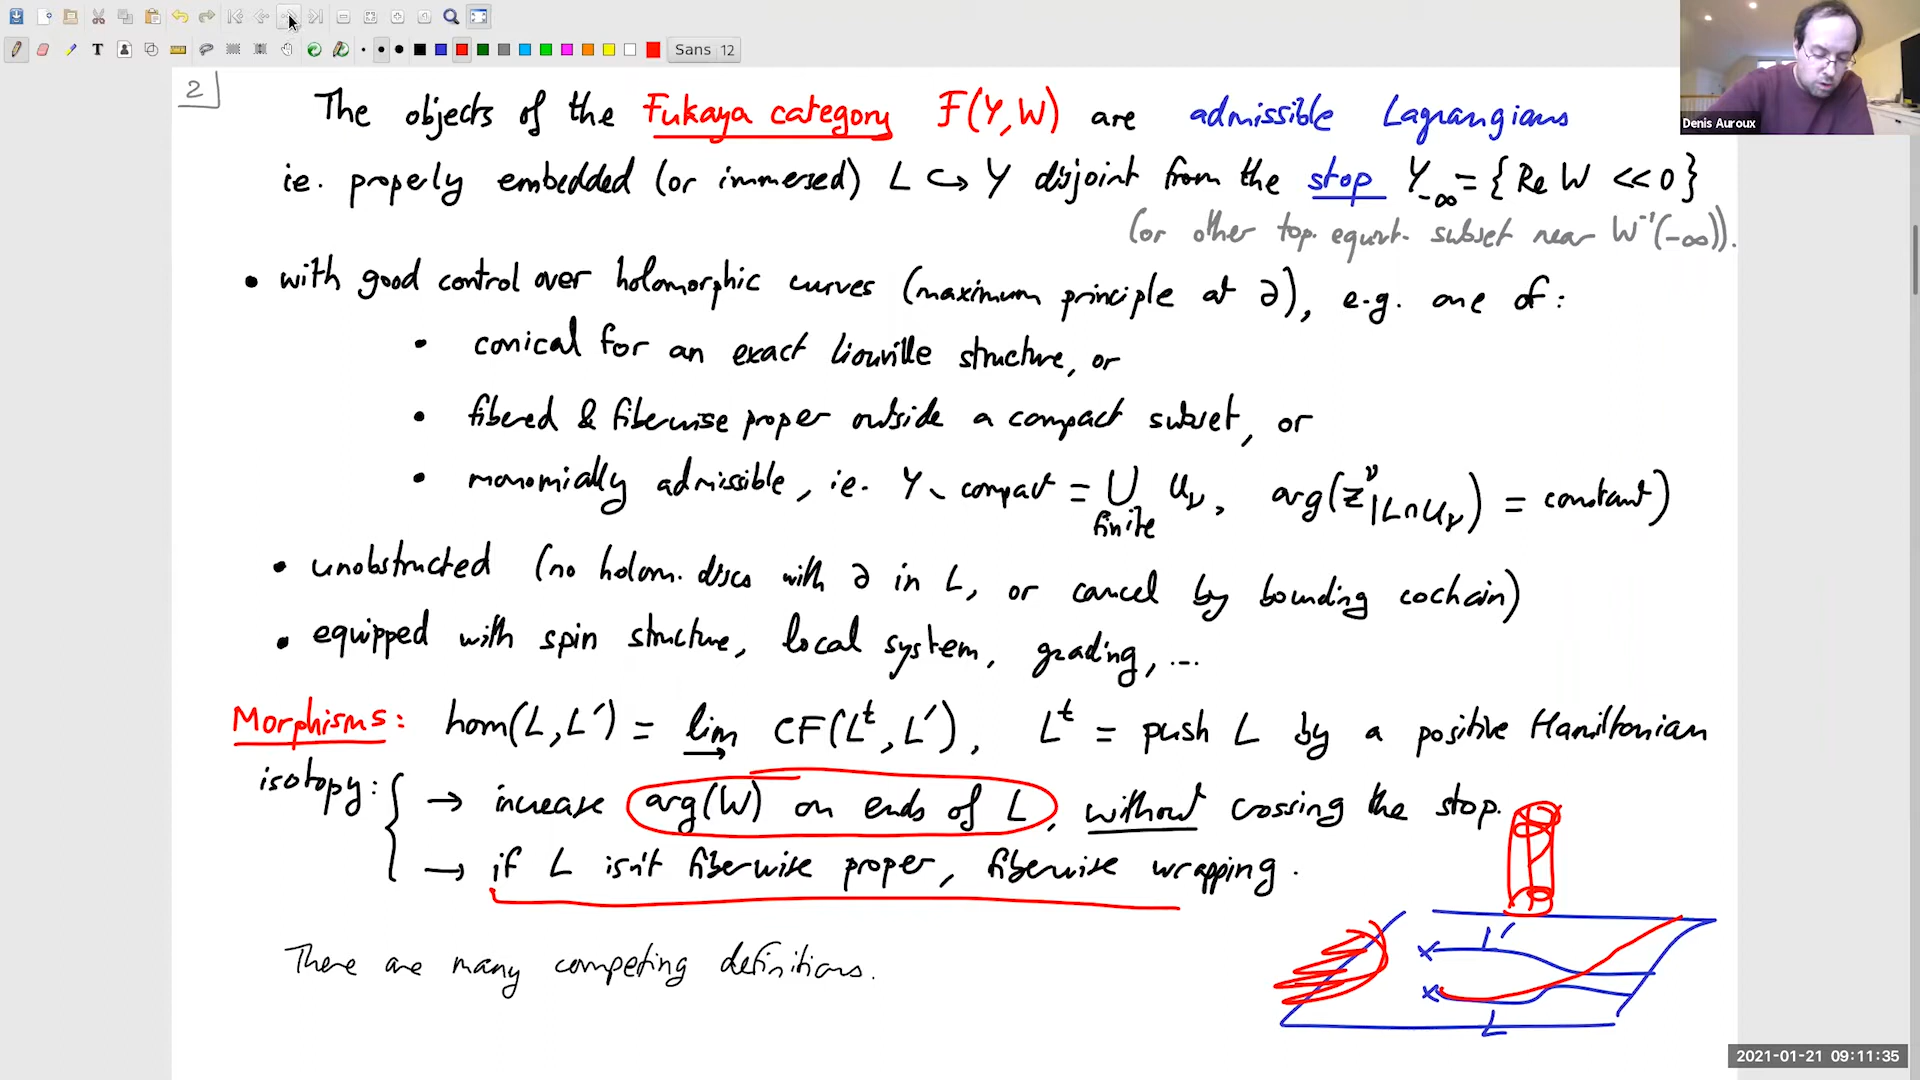 Sans 12
Denis Auroux
2
The objects of the Fukaya category F(Y,W) are admissible Lagrangians
ie. properly embedded (or immersed) L ↪ Y disjoint from the stop Y₋∞ = {Re W << 0}
(or other top. equivt. subset near W⁻¹(-∞)).
• with good control over holomorphic curves (maximum principle at ∂), e.g. one of:
• conical for an exact Liouville structure, or
• fibered & fiberwise proper outside a compact subset, or
• monomially admissible, ie. Y \ compact = ⋃ U_ν, arg(z^ν|L∩U_ν) = constant)
finite
• unobstructed (no holom. discs with ∂ in L, or cancel by bounding cochain)
• equipped with spin structure, local system, grading, ...
Morphisms: hom(L,L') = lim→ CF(L^t, L'), L^t = push L by a positive Hamiltonian
isotopy: { → increase arg(W) on ends of L, without crossing the stop.
→ if L isn't fiberwise proper, fiberwise wrapping.
There are many competing definitions.
L'
L
2021-01-21 09:11:35